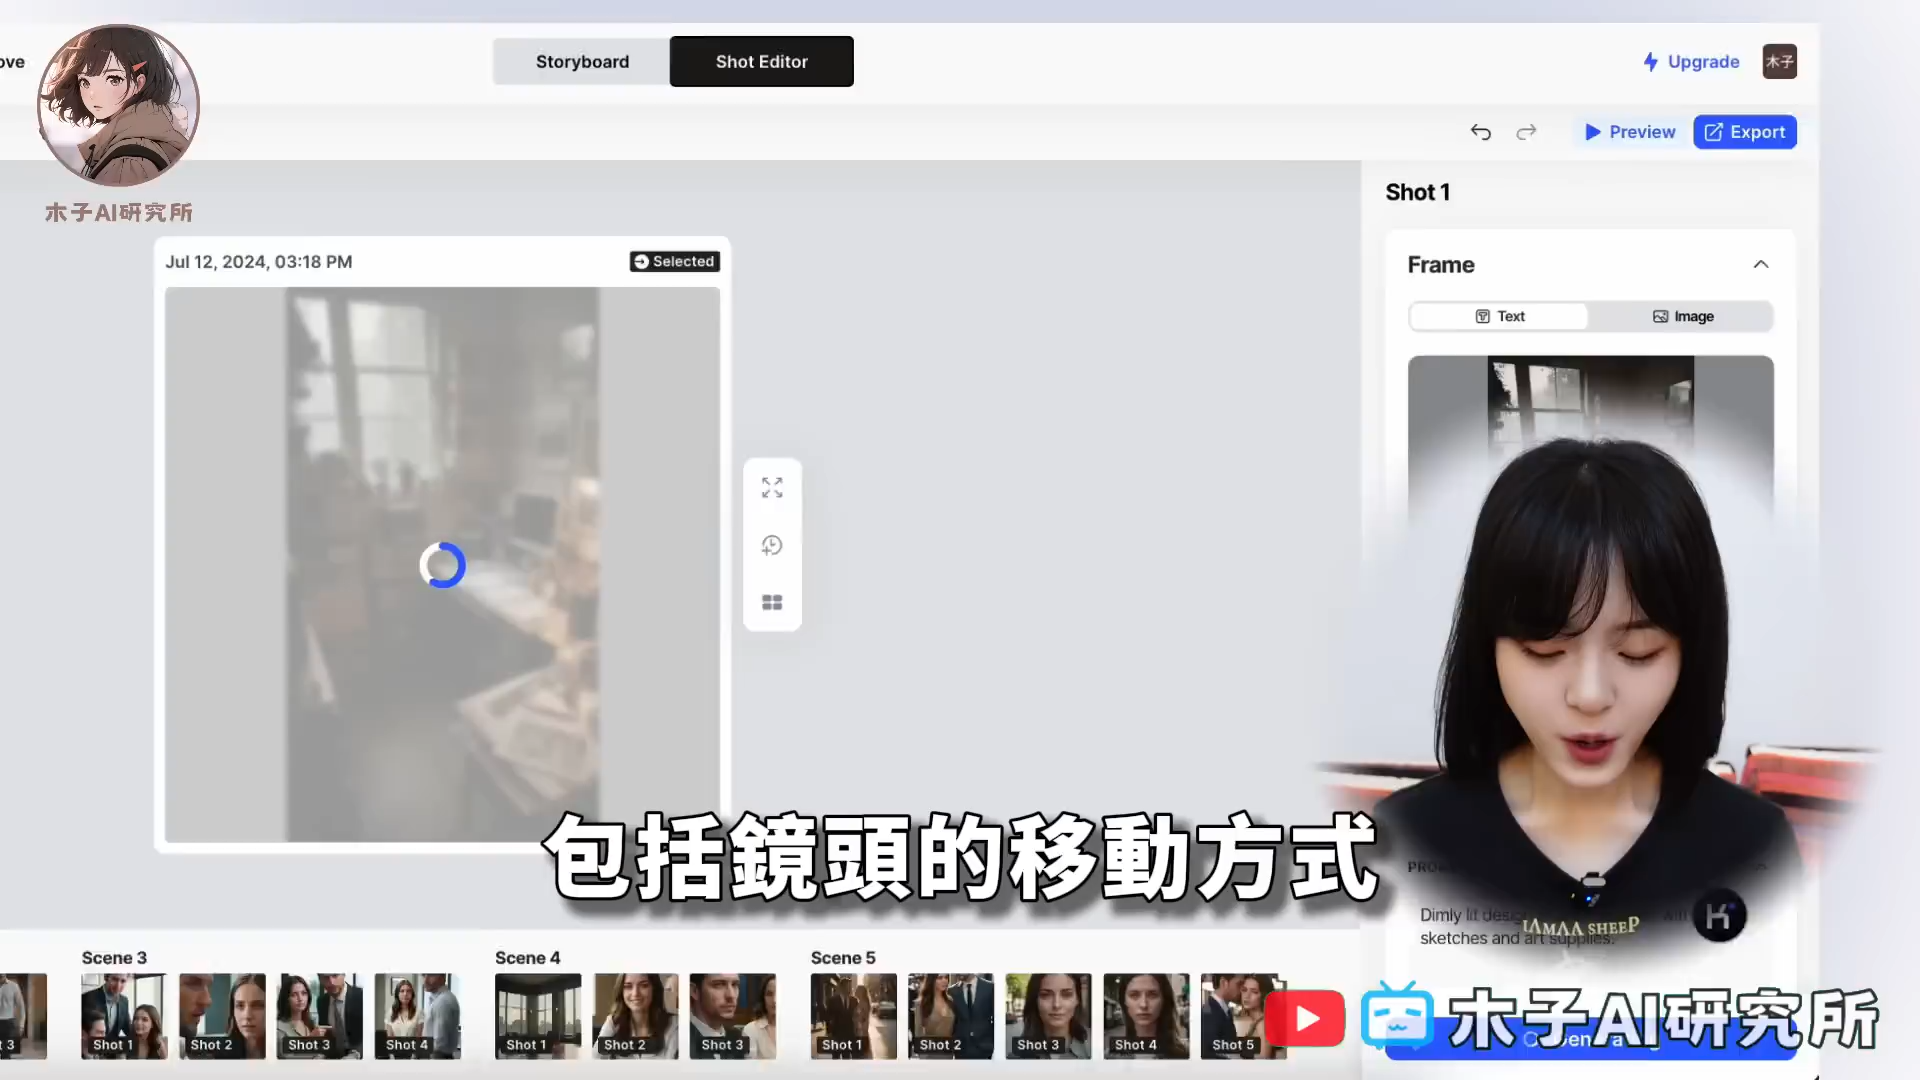 ove
Storyboard
Shot Editor
Upgrade
木子
木子AI研究所
Preview
Export
Shot 1
Jul 12, 2024, 03:18 PM
Selected
Frame
Text
Image
包括鏡頭的移動方式
Dimly lit
IAMAA SHEEP
sketches and art supplies.
Scene 3
Scene 4
Scene 5
3
Shot 1
Shot 2
Shot 3
Shot 4
Shot 1
Shot 2
Shot 3
Shot 1
Shot 2
Shot 3
Shot 4
Shot 5
木子AI研究所